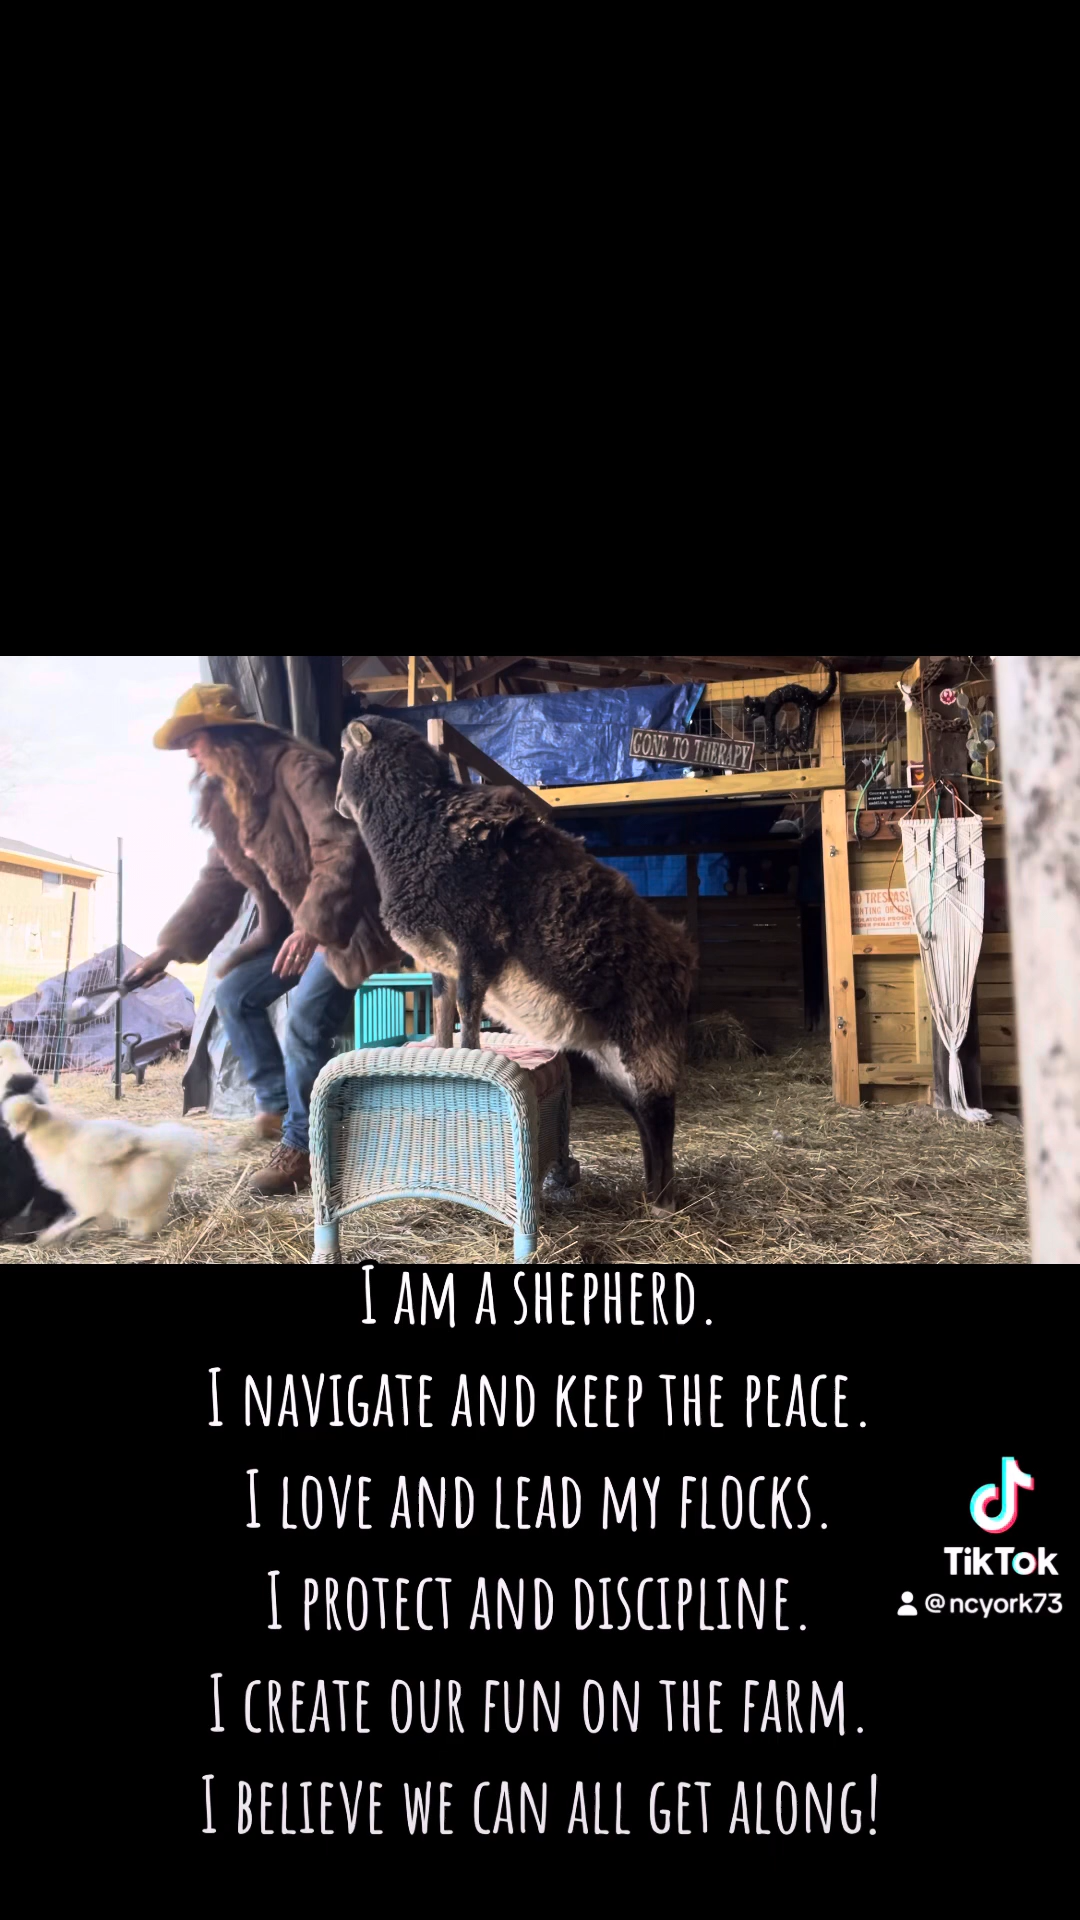 GONE TO THERAPY
I AM A SHEPHERD.
I NAVIGATE AND KEEP THE PEACE.
I LOVE AND LEAD MY FLOCKS.
I PROTECT AND DISCIPLINE.
I CREATE OUR FUN ON THE FARM.
I BELIEVE WE CAN ALL GET ALONG!
TikTok
@ncyork73